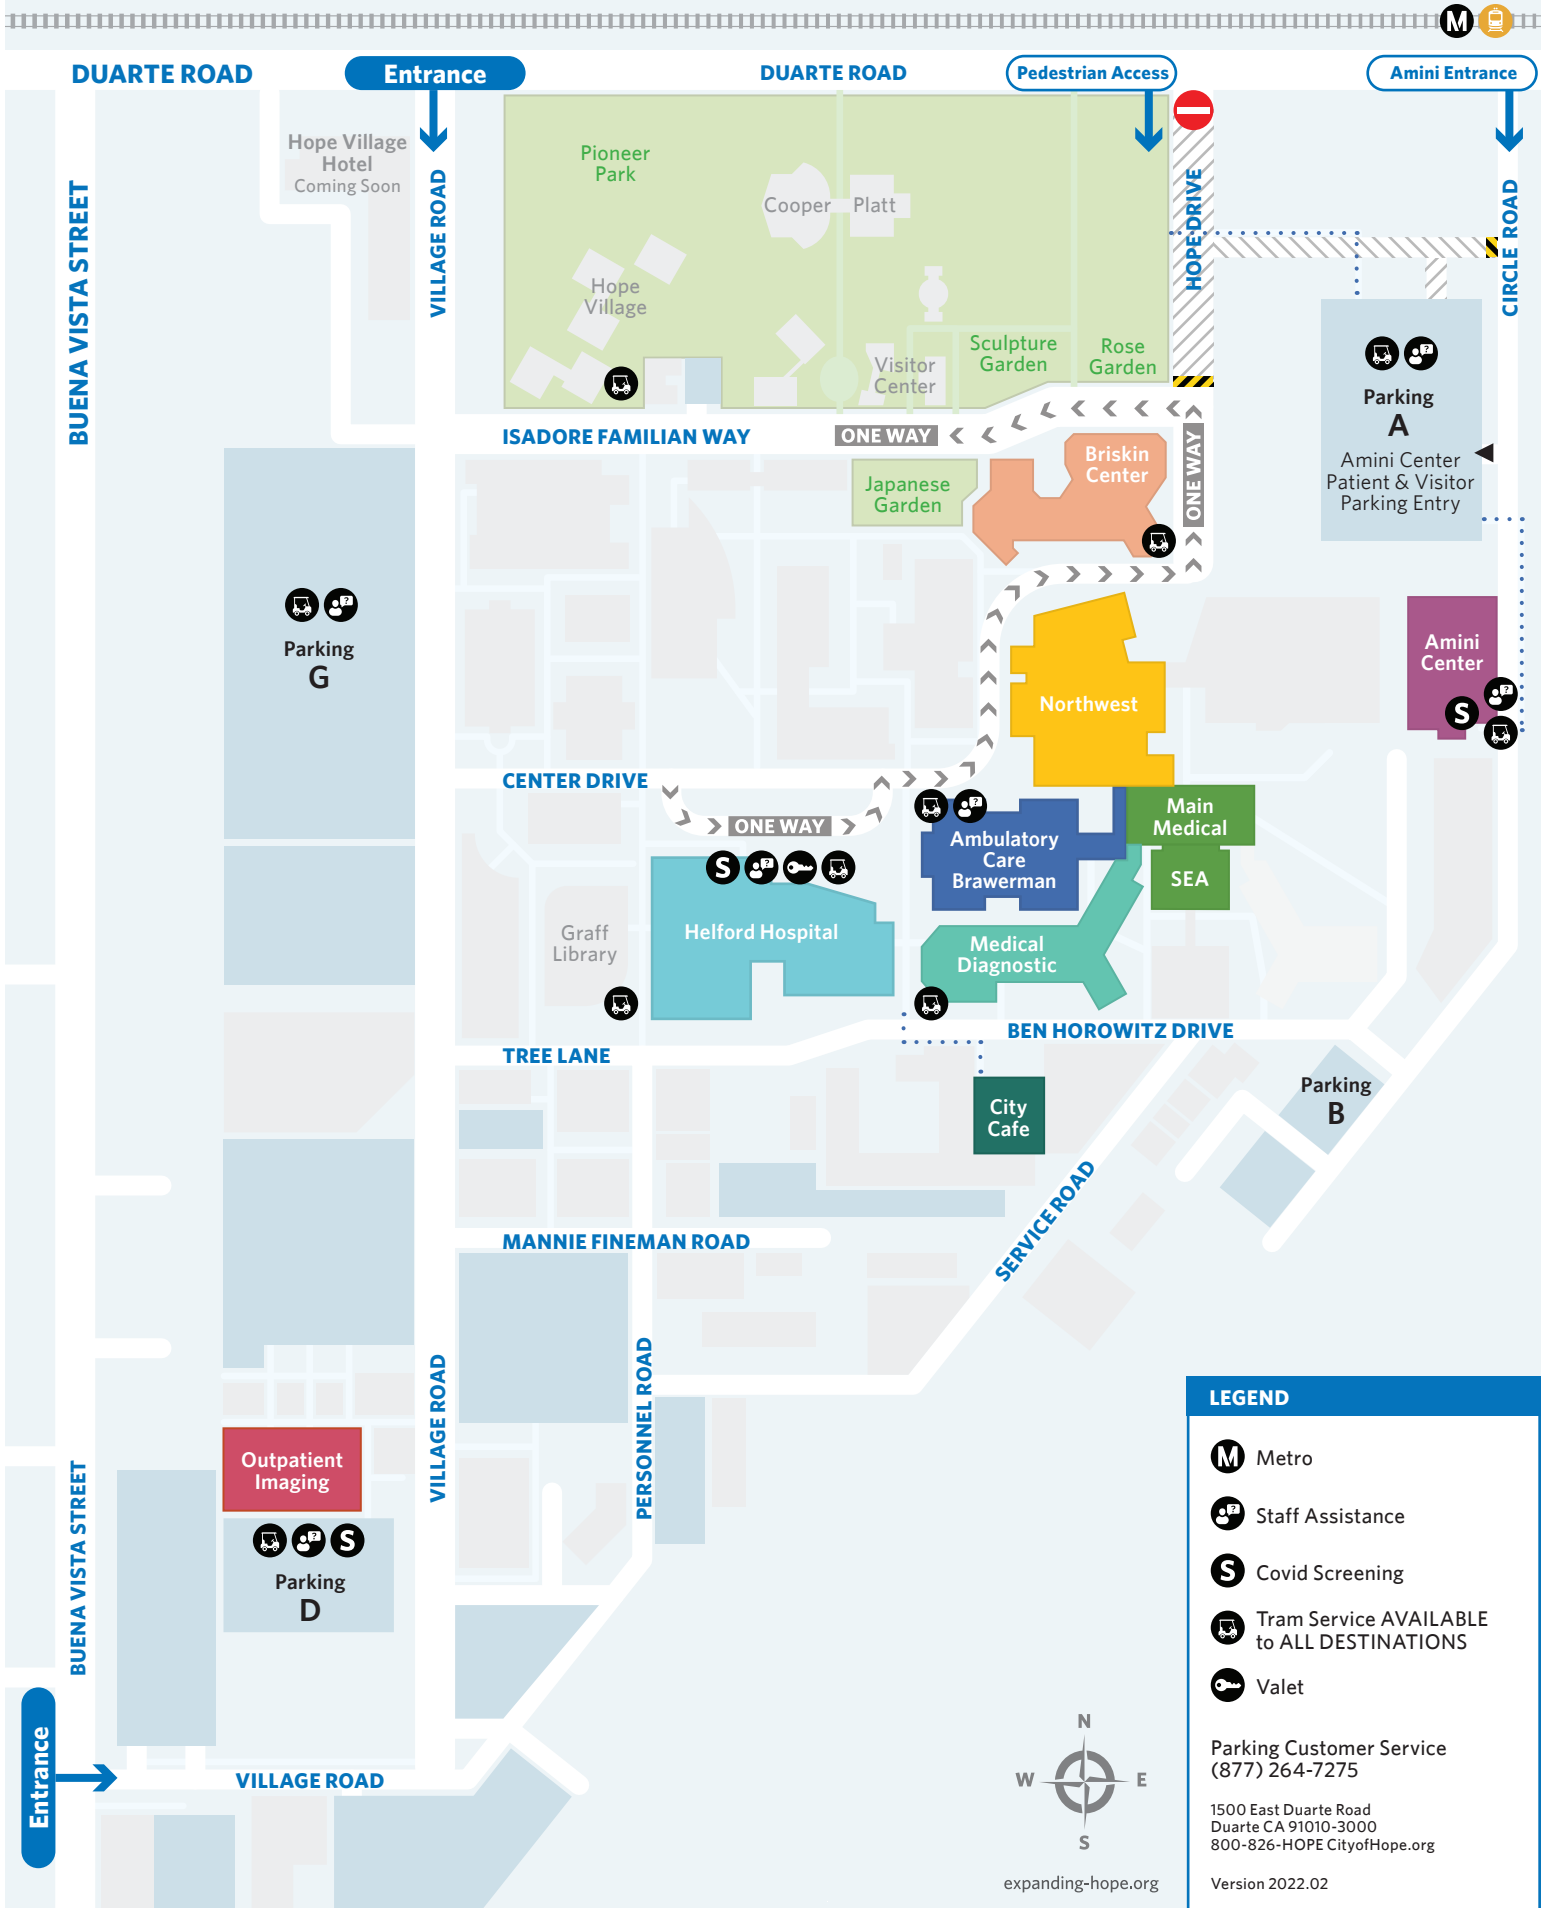 M
DUARTE ROAD
Entrance
DUARTE ROAD
Pedestrian Access
Amini Entrance
Hope Village
Hotel
Coming Soon
Pioneer
Park
Cooper
Platt
BUENA VISTA STREET
VILLAGE ROAD
HOPE DRIVE
CIRCLE ROAD
Hope
Village
Visitor
Center
Sculpture
Garden
Rose
Garden
Parking
A
Amini Center
Patient & Visitor
Parking Entry
ISADORE FAMILIAN WAY
ONE WAY
Briskin
Center
Japanese
Garden
ONE WAY
Parking
G
Amini
Center
S
Northwest
CENTER DRIVE
ONE WAY
Main
Medical
Ambulatory
Care
Brawerman
SEA
S
Helford Hospital
Graff
Library
Medical
Diagnostic
BEN HOROWITZ DRIVE
TREE LANE
City
Cafe
Parking
B
SERVICE ROAD
MANNIE FINEMAN ROAD
VILLAGE ROAD
PERSONNEL ROAD
Outpatient
Imaging
S
Parking
D
BUENA VISTA STREET
Entrance
VILLAGE ROAD
N
W
E
S
expanding-hope.org
LEGEND
M Metro
Staff Assistance
S Covid Screening
Tram Service AVAILABLE
to ALL DESTINATIONS
Valet
Parking Customer Service
(877) 264-7275
1500 East Duarte Road
Duarte CA 91010-3000
800-826-HOPE CityofHope.org
Version 2022.02